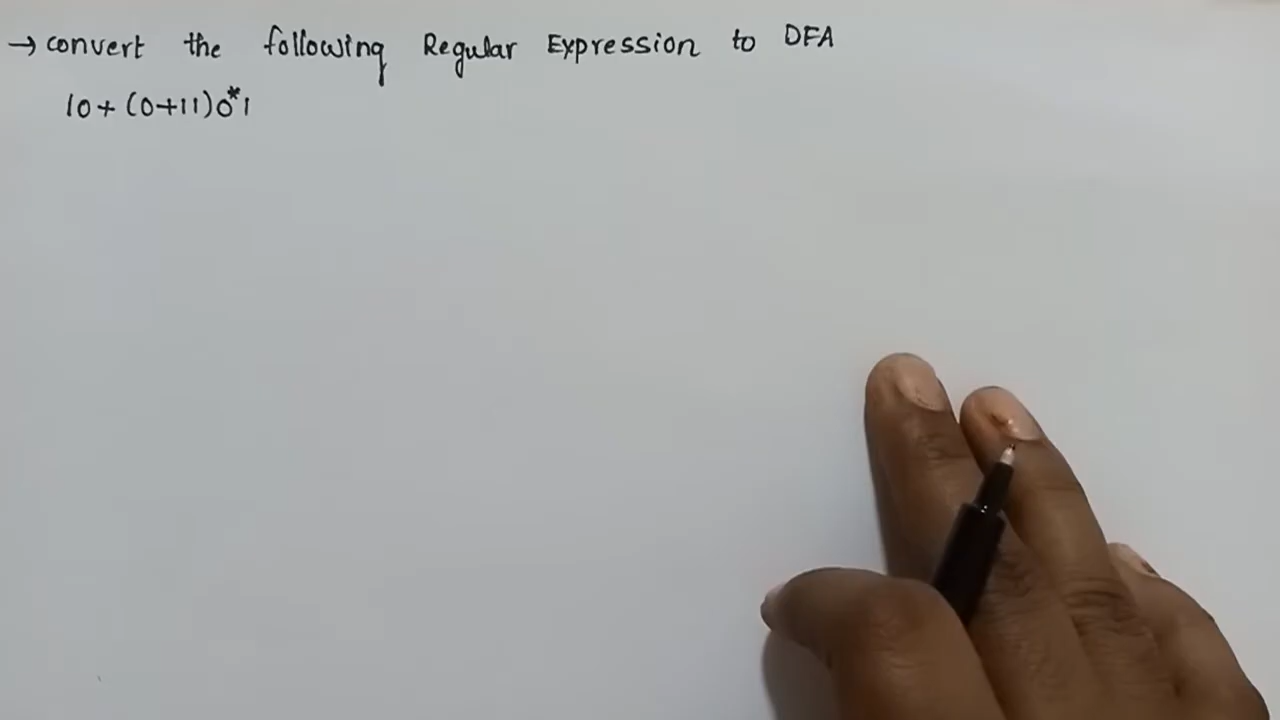 → convert the following Regular Expression to DFA
10+(0+11)0*1